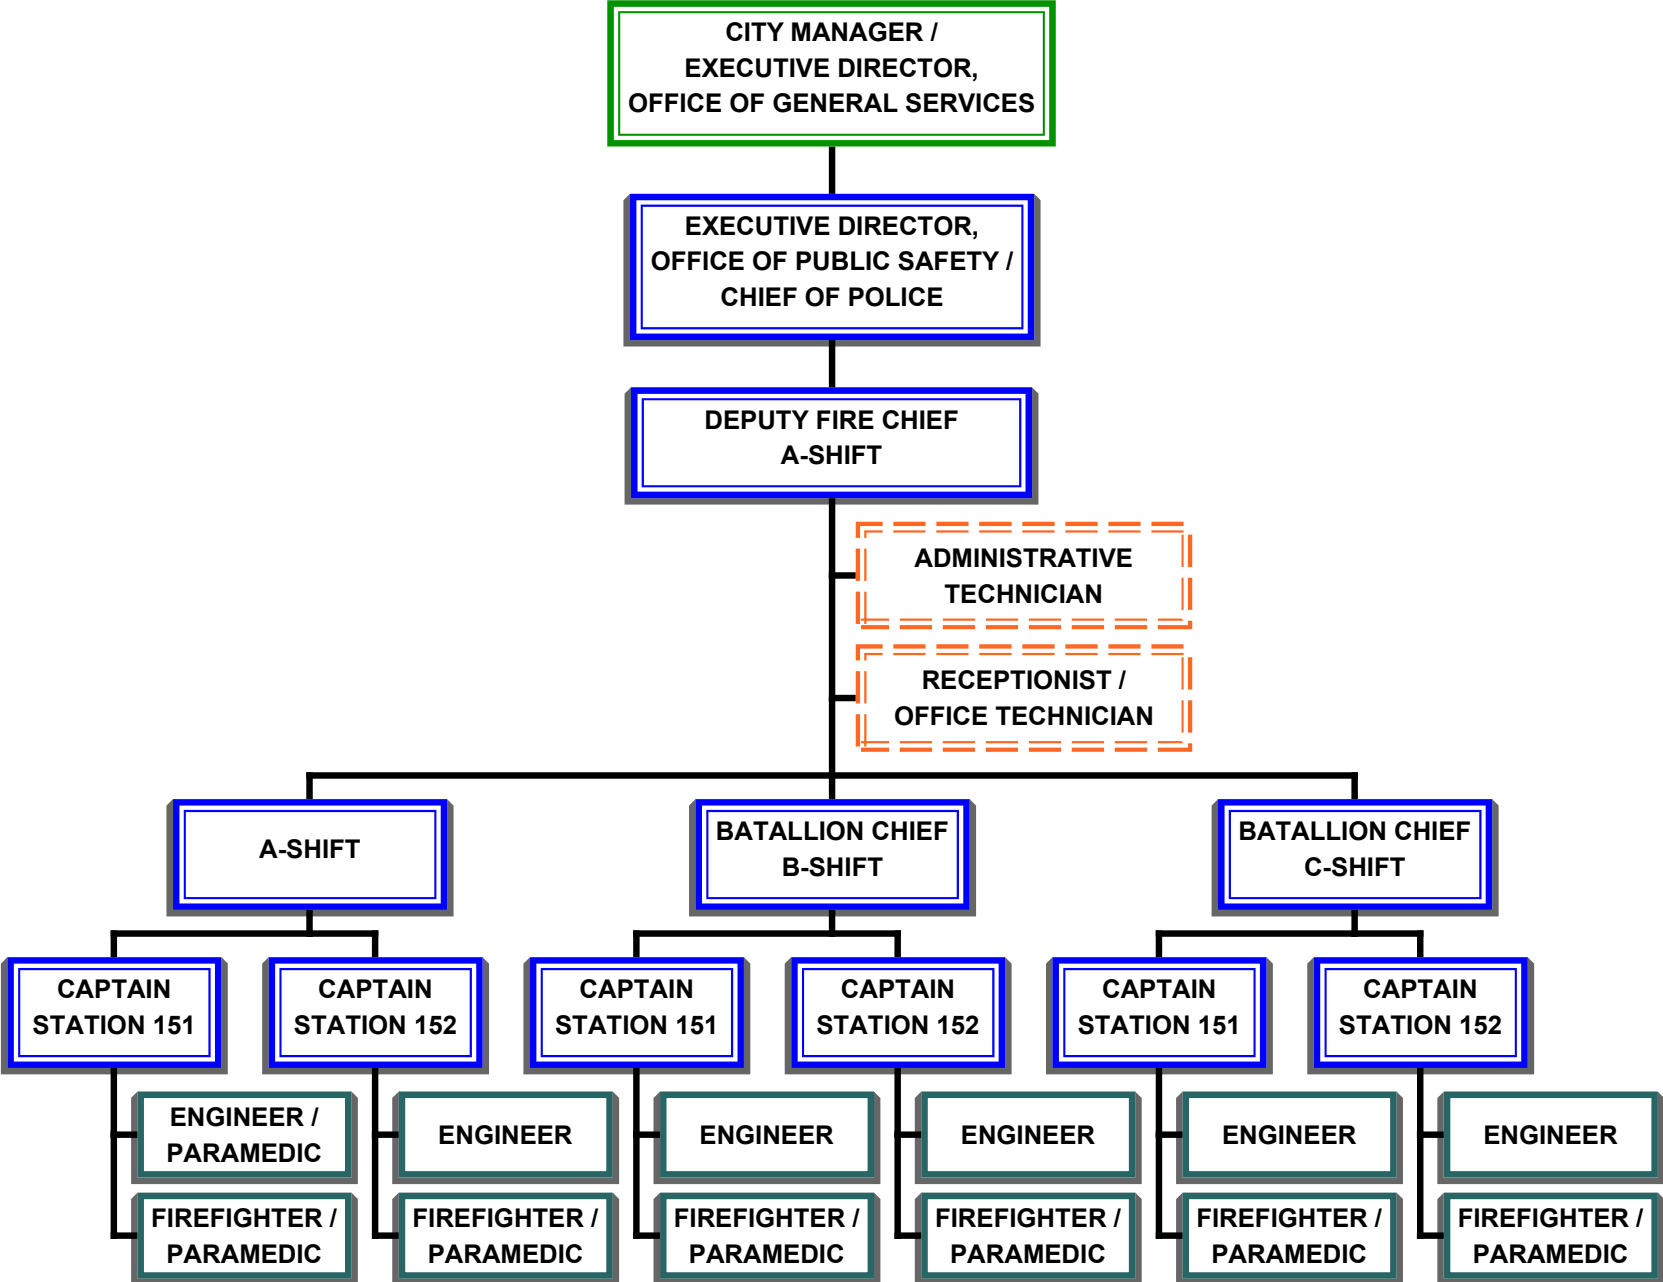 CITY MANAGER /
EXECUTIVE DIRECTOR,
OFFICE OF GENERAL SERVICES
EXECUTIVE DIRECTOR,
OFFICE OF PUBLIC SAFETY /
CHIEF OF POLICE
DEPUTY FIRE CHIEF
A-SHIFT
ADMINISTRATIVE
TECHNICIAN
RECEPTIONIST /
OFFICE TECHNICIAN
A-SHIFT
BATALLION CHIEF
B-SHIFT
BATALLION CHIEF
C-SHIFT
CAPTAIN
STATION 151
CAPTAIN
STATION 152
CAPTAIN
STATION 151
CAPTAIN
STATION 152
CAPTAIN
STATION 151
CAPTAIN
STATION 152
ENGINEER /
PARAMEDIC
ENGINEER
ENGINEER
ENGINEER
ENGINEER
ENGINEER
FIREFIGHTER /
PARAMEDIC
FIREFIGHTER /
PARAMEDIC
FIREFIGHTER /
PARAMEDIC
FIREFIGHTER /
PARAMEDIC
FIREFIGHTER /
PARAMEDIC
FIREFIGHTER /
PARAMEDIC